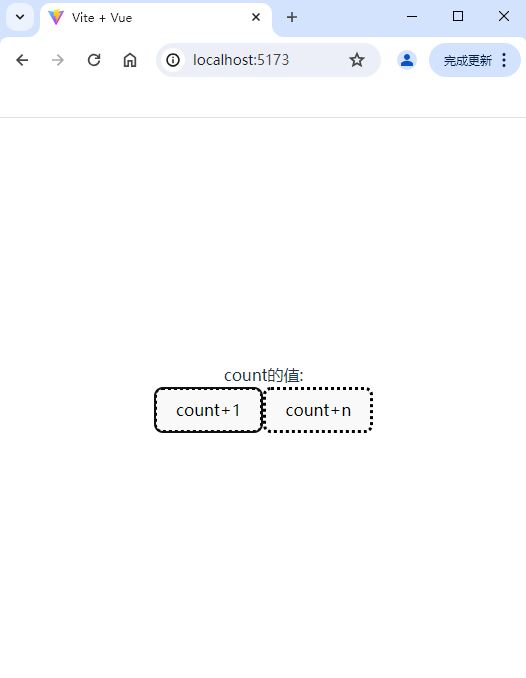 Vite + Vue
localhost:5173
完成更新
count的值:
count+1
count+n